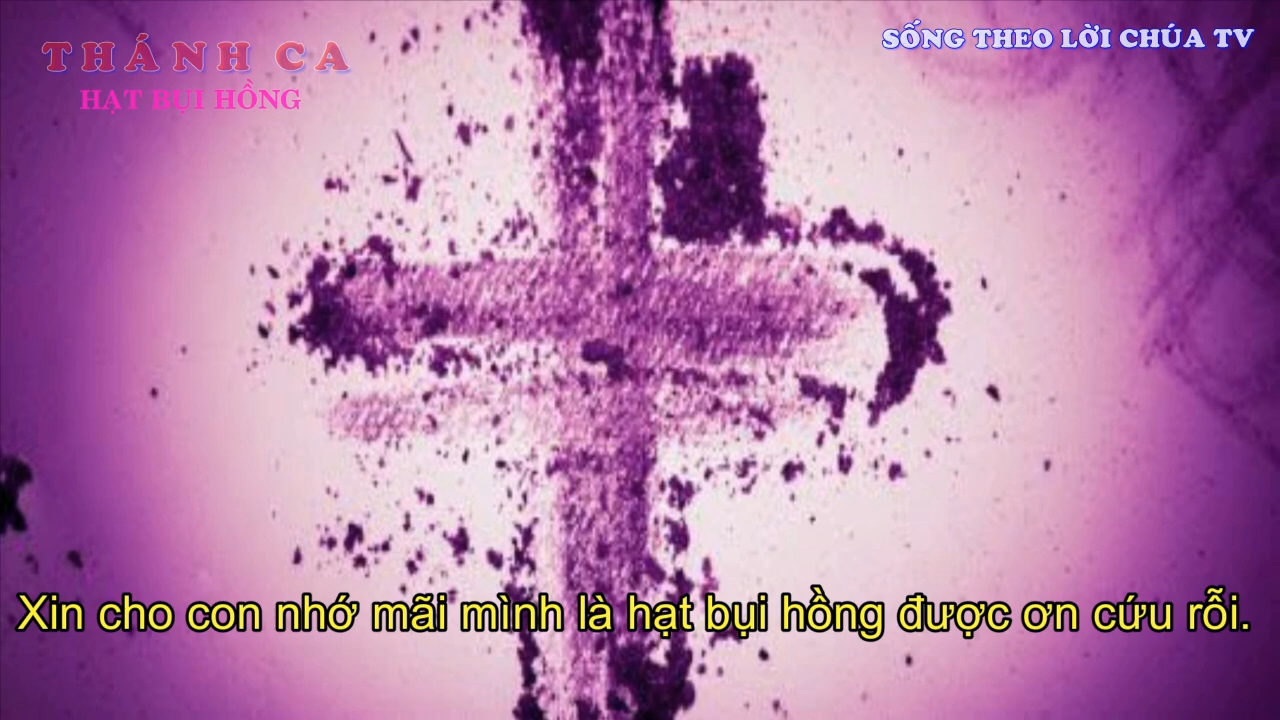 THÁNH CA
HẠT BỤI HỒNG
SỐNG THEO LỜI CHÚA TV
Xin cho con nhớ mãi mình là hạt bụi hồng được ơn cứu rỗi.